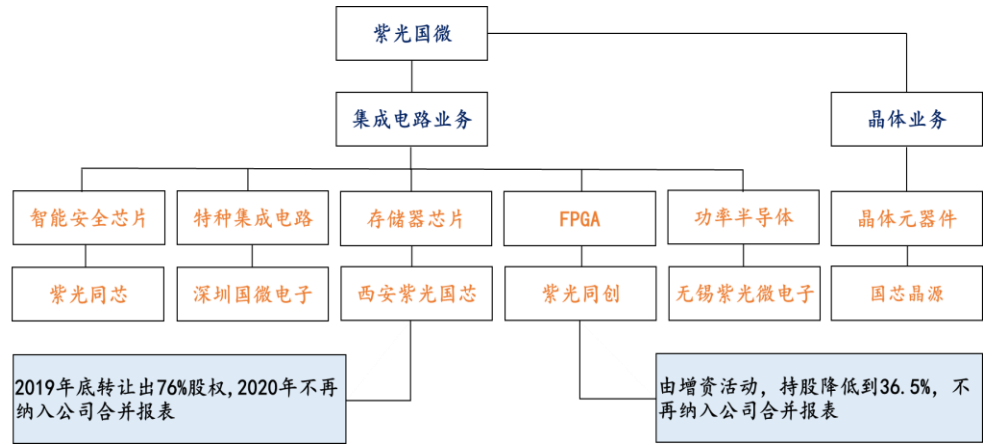 紫光国微
集成电路业务
晶体业务
智能安全芯片
特种集成电路
存储器芯片
FPGA
功率半导体
晶体元器件
紫光同芯
深圳国微电子
西安紫光国芯
紫光同创
无锡紫光微电子
国芯晶源
2019年底转让出76%股权,2020年不再
纳入公司合并报表
由增资活动，持股降低到36.5%，不
再纳入公司合并报表